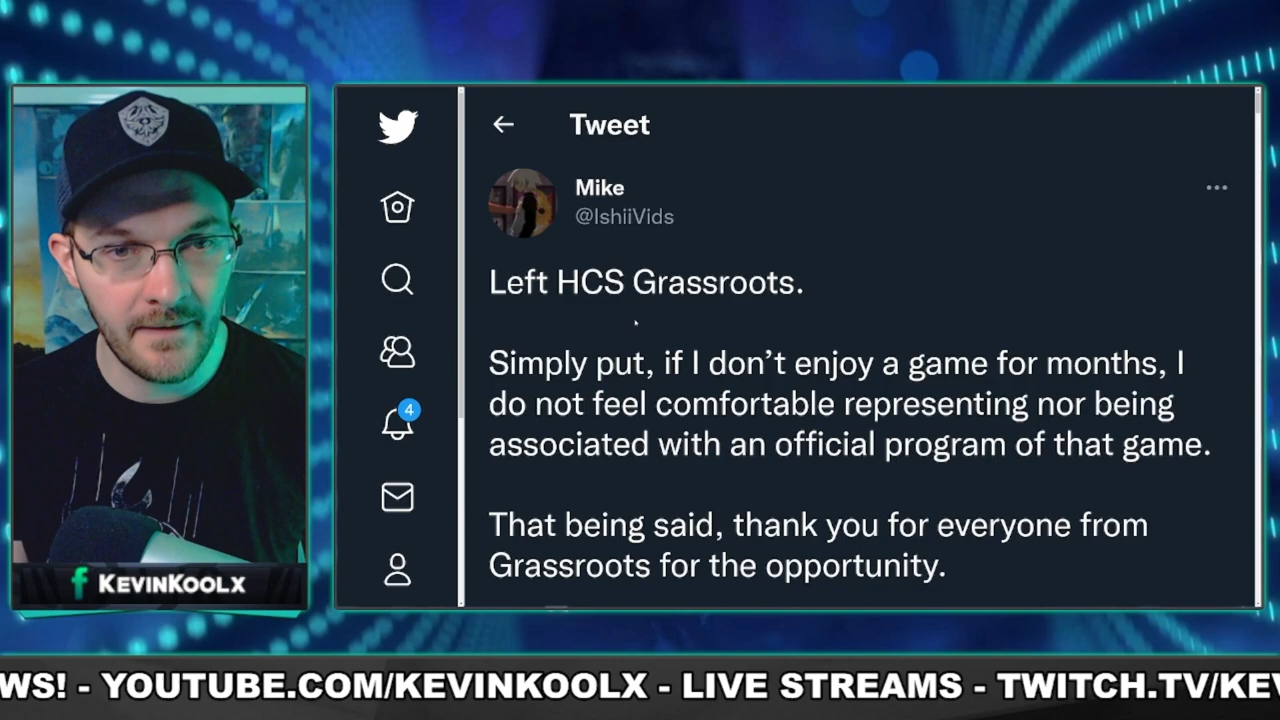 Tweet
Mike
@IshiiVids
Left HCS Grassroots.
Simply put, if I don’t enjoy a game for months, I
do not feel comfortable representing nor being
associated with an official program of that game.
That being said, thank you for everyone from
Grassroots for the opportunity.
4
f KEVINKOOLX
WS! - YOUTUBE.COM/KEVINKOOLX - LIVE STREAMS - TWITCH.TV/KEV